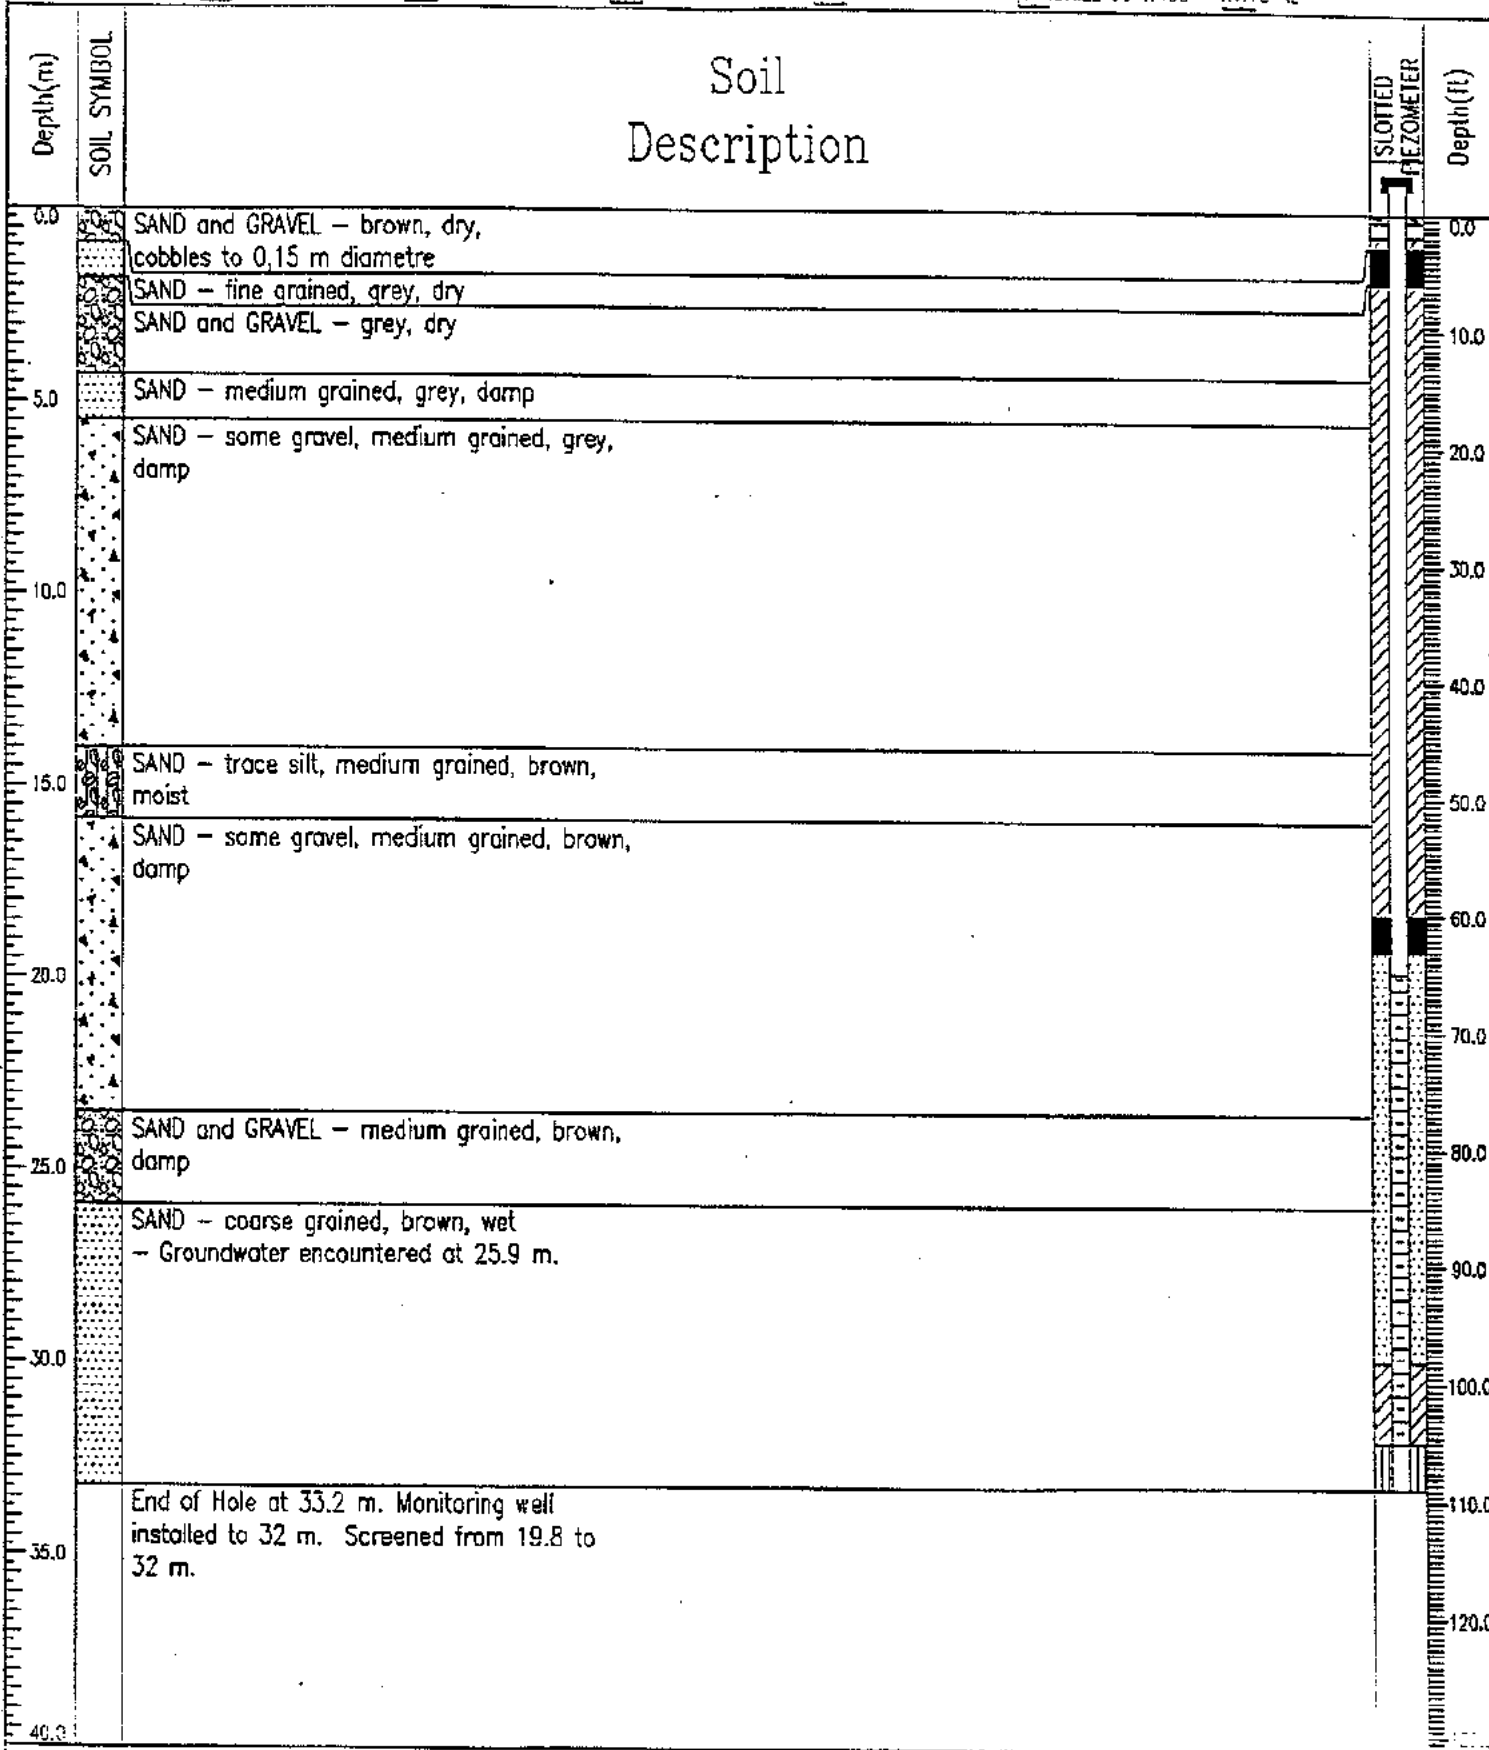 Depth(m)
SOIL SYMBOL
Soil
Description
SLOTTED
PIEZOMETER
Depth(ft)
0.0
SAND and GRAVEL – brown, dry,
cobbles to 0,15 m diametre
SAND – fine grained, grey, dry
SAND and GRAVEL – grey, dry
SAND – medium grained, grey, damp
5.0
SAND – some gravel, medium grained, grey,
damp
10.0
SAND – trace silt, medium grained, brown,
moist
15.0
SAND – some gravel, medium grained, brown,
damp
20.0
SAND and GRAVEL – medium grained, brown,
damp
25.0
SAND – coarse grained, brown, wet
– Groundwater encountered at 25.9 m.
30.0
End of Hole at 33.2 m. Monitoring well
installed to 32 m. Screened from 19.8 to
32 m.
35.0
40.0
0.0
10.0
20.0
30.0
40.0
50.0
60.0
70.0
80.0
90.0
100.0
110.0
120.0